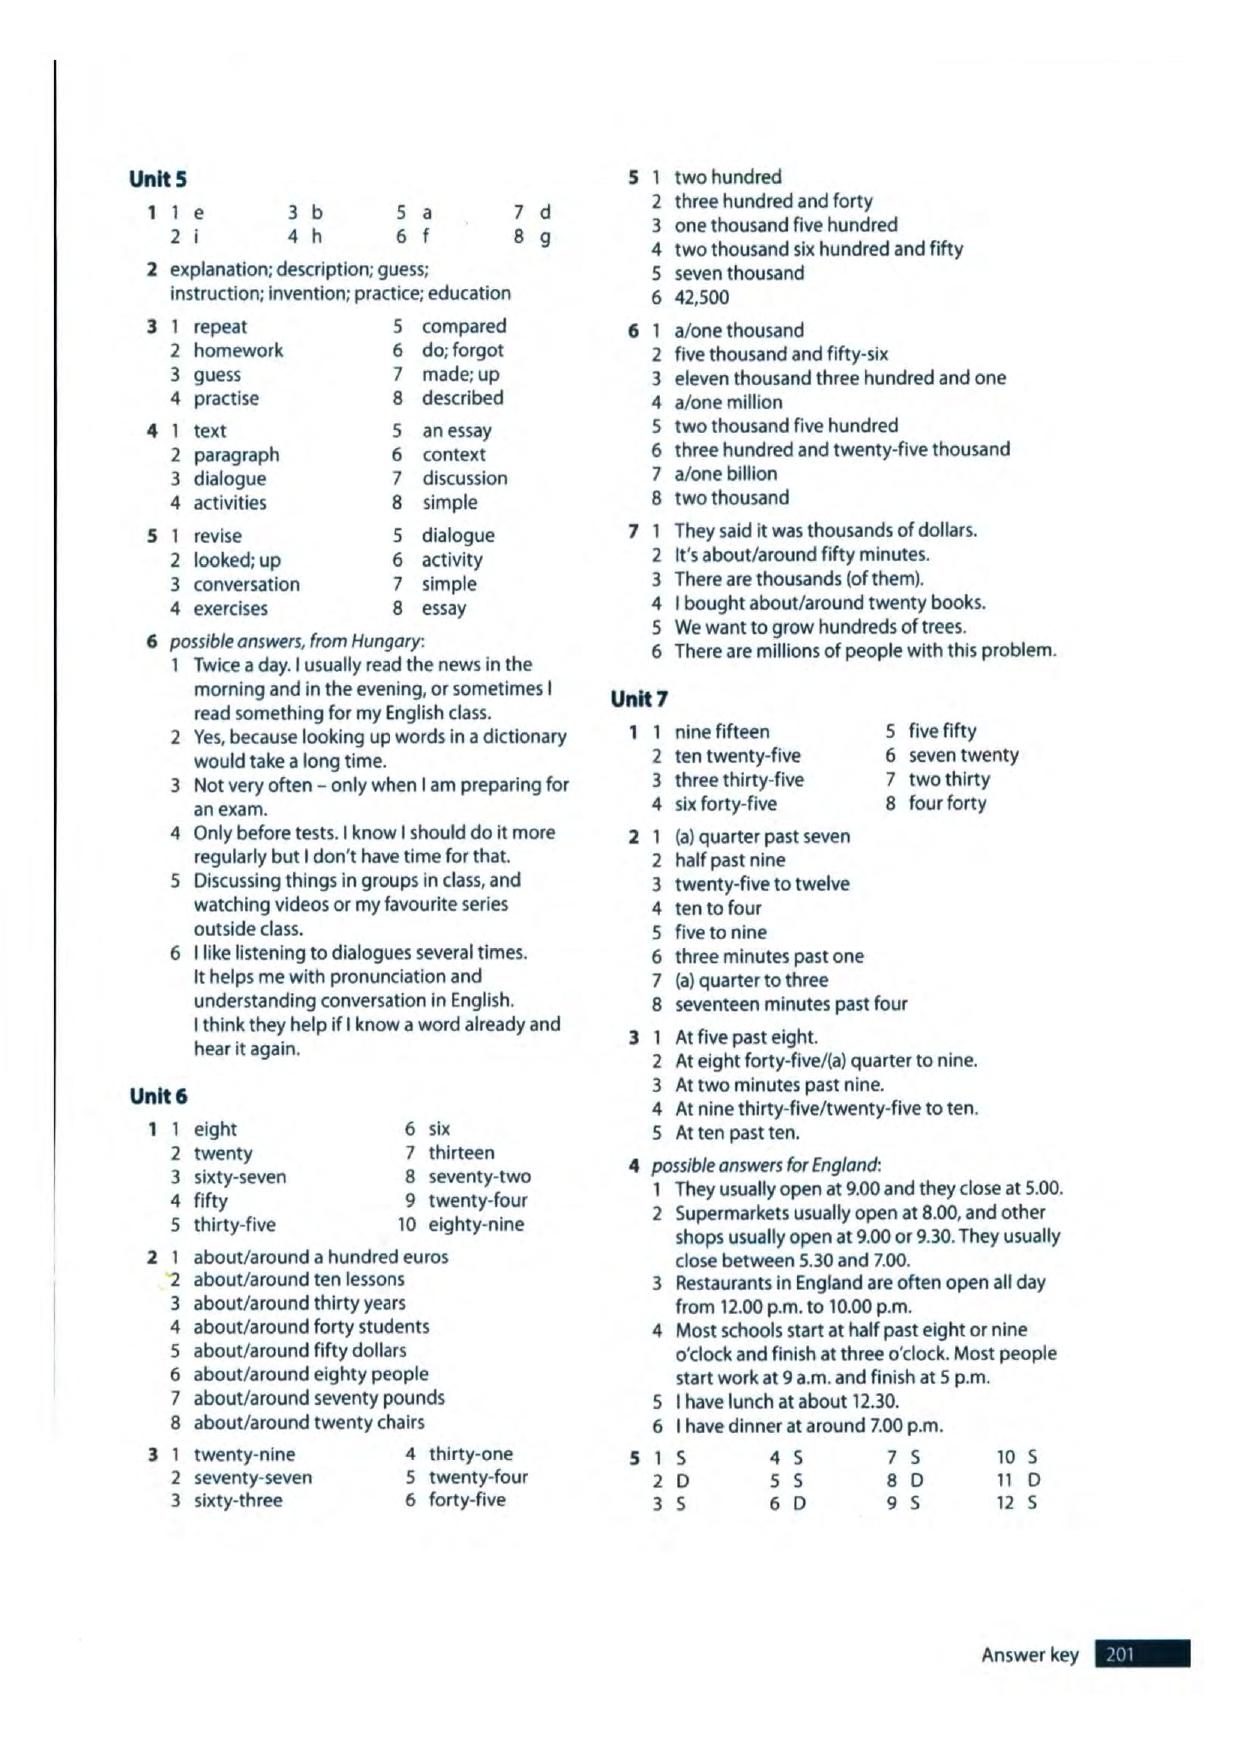 Unit 5
1 1 e 3 b 5 a 7 d
2 i 4 h 6 f 8 g
2 explanation; description; guess;
instruction; invention; practice; education
3 1 repeat 5 compared
2 homework 6 do; forgot
3 guess 7 made; up
4 practise 8 described
4 1 text 5 an essay
2 paragraph 6 context
3 dialogue 7 discussion
4 activities 8 simple
5 1 revise 5 dialogue
2 looked; up 6 activity
3 conversation 7 simple
4 exercises 8 essay
6 possible answers, from Hungary:
1 Twice a day. I usually read the news in the
morning and in the evening, or sometimes I
read something for my English class.
2 Yes, because looking up words in a dictionary
would take a long time.
3 Not very often – only when I am preparing for
an exam.
4 Only before tests. I know I should do it more
regularly but I don't have time for that.
5 Discussing things in groups in class, and
watching videos or my favourite series
outside class.
6 I like listening to dialogues several times.
It helps me with pronunciation and
understanding conversation in English.
I think they help if I know a word already and
hear it again.
Unit 6
1 1 eight 6 six
2 twenty 7 thirteen
3 sixty-seven 8 seventy-two
4 fifty 9 twenty-four
5 thirty-five 10 eighty-nine
2 1 about/around a hundred euros
2 about/around ten lessons
3 about/around thirty years
4 about/around forty students
5 about/around fifty dollars
6 about/around eighty people
7 about/around seventy pounds
8 about/around twenty chairs
3 1 twenty-nine 4 thirty-one
2 seventy-seven 5 twenty-four
3 sixty-three 6 forty-five
5 1 two hundred
2 three hundred and forty
3 one thousand five hundred
4 two thousand six hundred and fifty
5 seven thousand
6 42,500
6 1 a/one thousand
2 five thousand and fifty-six
3 eleven thousand three hundred and one
4 a/one million
5 two thousand five hundred
6 three hundred and twenty-five thousand
7 a/one billion
8 two thousand
7 1 They said it was thousands of dollars.
2 It's about/around fifty minutes.
3 There are thousands (of them).
4 I bought about/around twenty books.
5 We want to grow hundreds of trees.
6 There are millions of people with this problem.
Unit 7
1 1 nine fifteen 5 five fifty
2 ten twenty-five 6 seven twenty
3 three thirty-five 7 two thirty
4 six forty-five 8 four forty
2 1 (a) quarter past seven
2 half past nine
3 twenty-five to twelve
4 ten to four
5 five to nine
6 three minutes past one
7 (a) quarter to three
8 seventeen minutes past four
3 1 At five past eight.
2 At eight forty-five/(a) quarter to nine.
3 At two minutes past nine.
4 At nine thirty-five/twenty-five to ten.
5 At ten past ten.
4 possible answers for England:
1 They usually open at 9.00 and they close at 5.00.
2 Supermarkets usually open at 8.00, and other
shops usually open at 9.00 or 9.30. They usually
close between 5.30 and 7.00.
3 Restaurants in England are often open all day
from 12.00 p.m. to 10.00 p.m.
4 Most schools start at half past eight or nine
o'clock and finish at three o'clock. Most people
start work at 9 a.m. and finish at 5 p.m.
5 I have lunch at about 12.30.
6 I have dinner at around 7.00 p.m.
5 1 S 4 S 7 S 10 S
2 D 5 S 8 D 11 D
3 S 6 D 9 S 12 S
Answer key 201